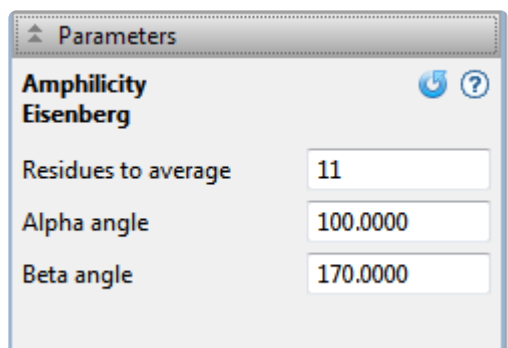 Parameters
Amphilicity
Eisenberg
Residues to average 11
Alpha angle 100.0000
Beta angle 170.0000